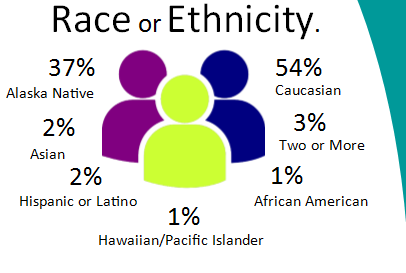 Race or Ethnicity.
37%
Alaska Native
54%
Caucasian
2%
Asian
3%
Two or More
2%
Hispanic or Latino
1%
African American
1%
Hawaiian/Pacific Islander